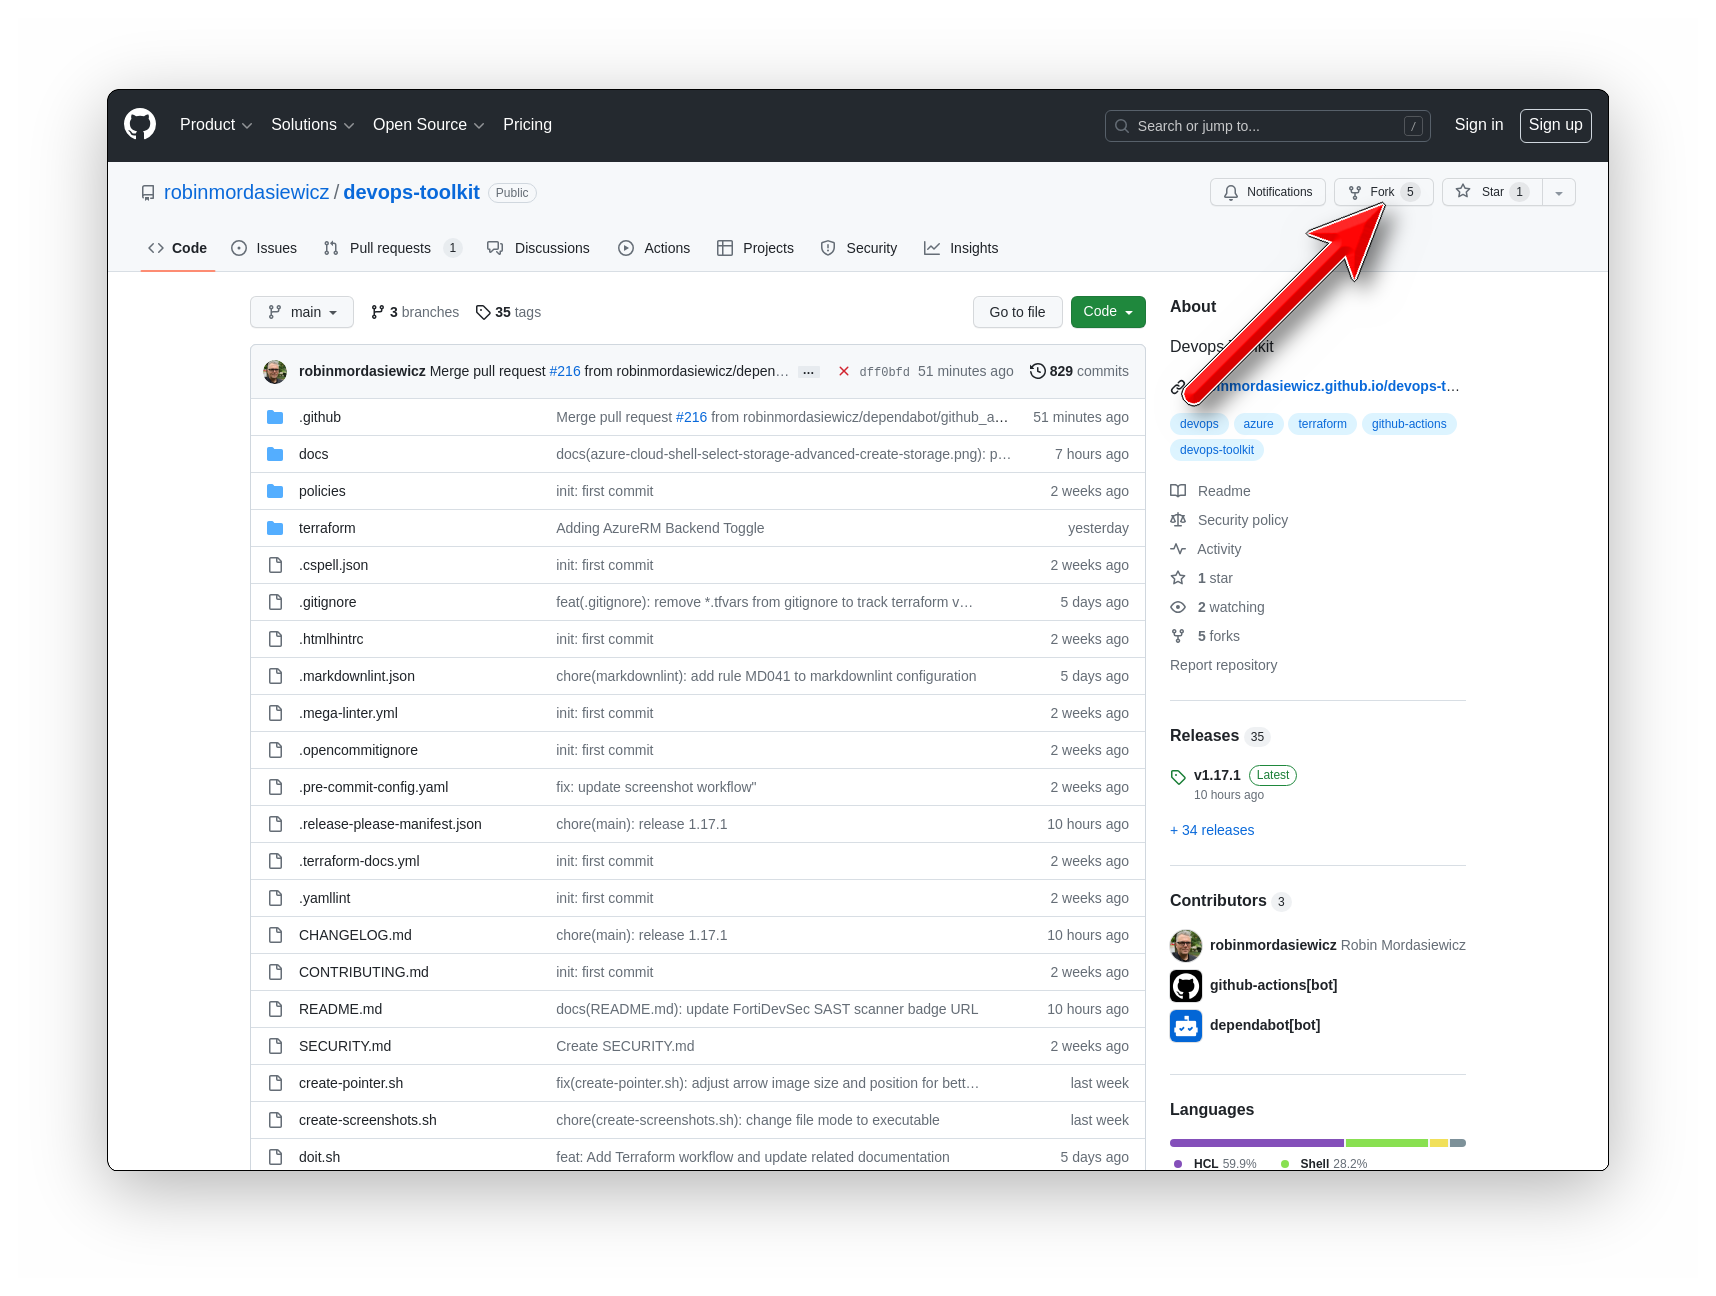 Product Solutions Open Source Pricing Search or jump to... / Sign in Sign up
robinmordasiewicz / devops-toolkit Public Notifications Fork 5 Star 1
Code Issues Pull requests 1 Discussions Actions Projects Security Insights
main 3 branches 35 tags Go to file Code
robinmordasiewicz Merge pull request #216 from robinmordasiewicz/depen… … dff0bfd 51 minutes ago 829 commits
.github Merge pull request #216 from robinmordasiewicz/dependabot/github_a… 51 minutes ago
docs docs(azure-cloud-shell-select-storage-advanced-create-storage.png): p… 7 hours ago
policies init: first commit 2 weeks ago
terraform Adding AzureRM Backend Toggle yesterday
.cspell.json init: first commit 2 weeks ago
.gitignore feat(.gitignore): remove *.tfvars from gitignore to track terraform v… 5 days ago
.htmlhintrc init: first commit 2 weeks ago
.markdownlint.json chore(markdownlint): add rule MD041 to markdownlint configuration 5 days ago
.mega-linter.yml init: first commit 2 weeks ago
.opencommitignore init: first commit 2 weeks ago
.pre-commit-config.yaml fix: update screenshot workflow" 2 weeks ago
.release-please-manifest.json chore(main): release 1.17.1 10 hours ago
.terraform-docs.yml init: first commit 2 weeks ago
.yamllint init: first commit 2 weeks ago
CHANGELOG.md chore(main): release 1.17.1 10 hours ago
CONTRIBUTING.md init: first commit 2 weeks ago
README.md docs(README.md): update FortiDevSec SAST scanner badge URL 10 hours ago
SECURITY.md Create SECURITY.md 2 weeks ago
create-pointer.sh fix(create-pointer.sh): adjust arrow image size and position for bett… last week
create-screenshots.sh chore(create-screenshots.sh): change file mode to executable last week
doit.sh feat: Add Terraform workflow and update related documentation 5 days ago
About
Devops
inmordasiewicz.github.io/devops-t…
devops azure terraform github-actions
devops-toolkit
Readme
Security policy
Activity
1 star
2 watching
5 forks
Report repository
Releases 35
v1.17.1 Latest
10 hours ago
+ 34 releases
Contributors 3
robinmordasiewicz Robin Mordasiewicz
github-actions[bot]
dependabot[bot]
Languages
HCL 59.9% Shell 28.2%